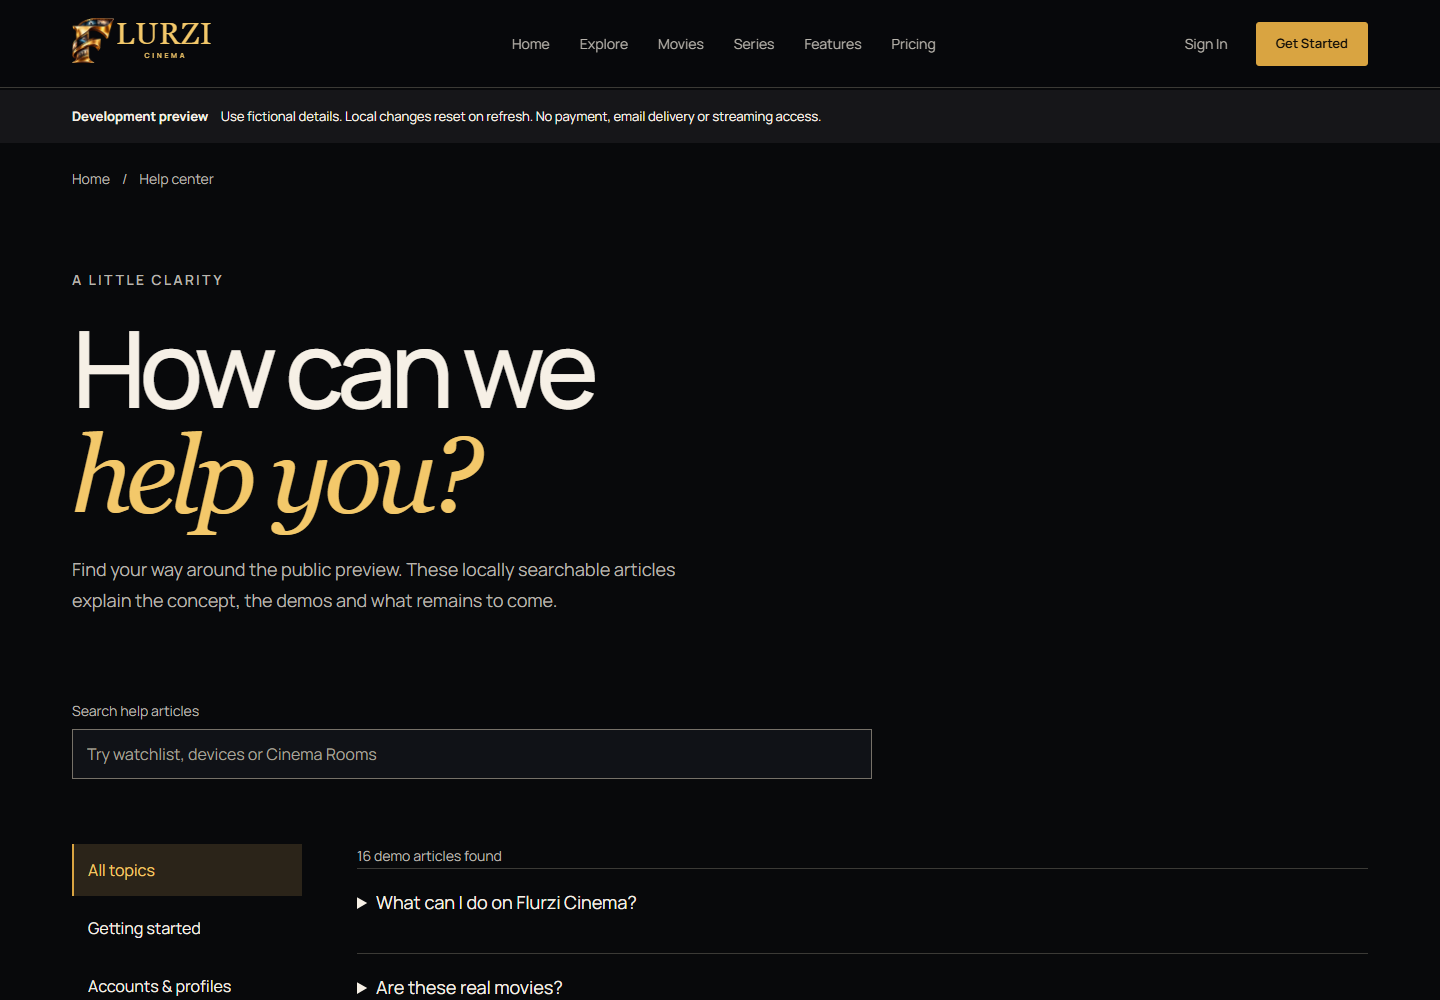 FLURZI
CINEMA
Home Explore Movies Series Features Pricing
Sign In
Get Started
Development preview Use fictional details. Local changes reset on refresh. No payment, email delivery or streaming access.
Home / Help center
A LITTLE CLARITY
How can we
help you?
Find your way around the public preview. These locally searchable articles
explain the concept, the demos and what remains to come.
Search help articles
Try watchlist, devices or Cinema Rooms
All topics
Getting started
Accounts & profiles
16 demo articles found
What can I do on Flurzi Cinema?
Are these real movies?